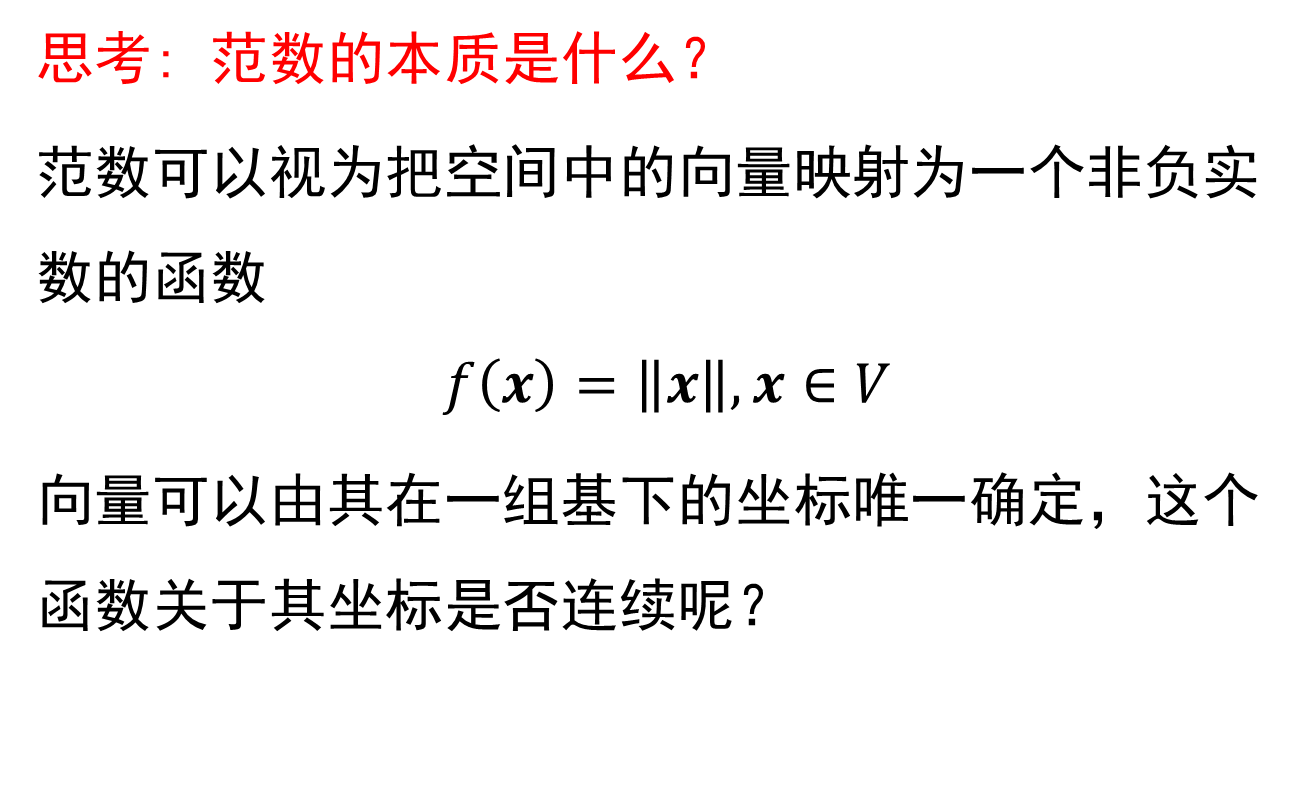 思考：范数的本质是什么？
范数可以视为把空间中的向量映射为一个非负实
数的函数
𝑓(𝒙) = ‖𝒙‖, 𝒙 ∈ 𝑉
向量可以由其在一组基下的坐标唯一确定，这个
函数关于其坐标是否连续呢？